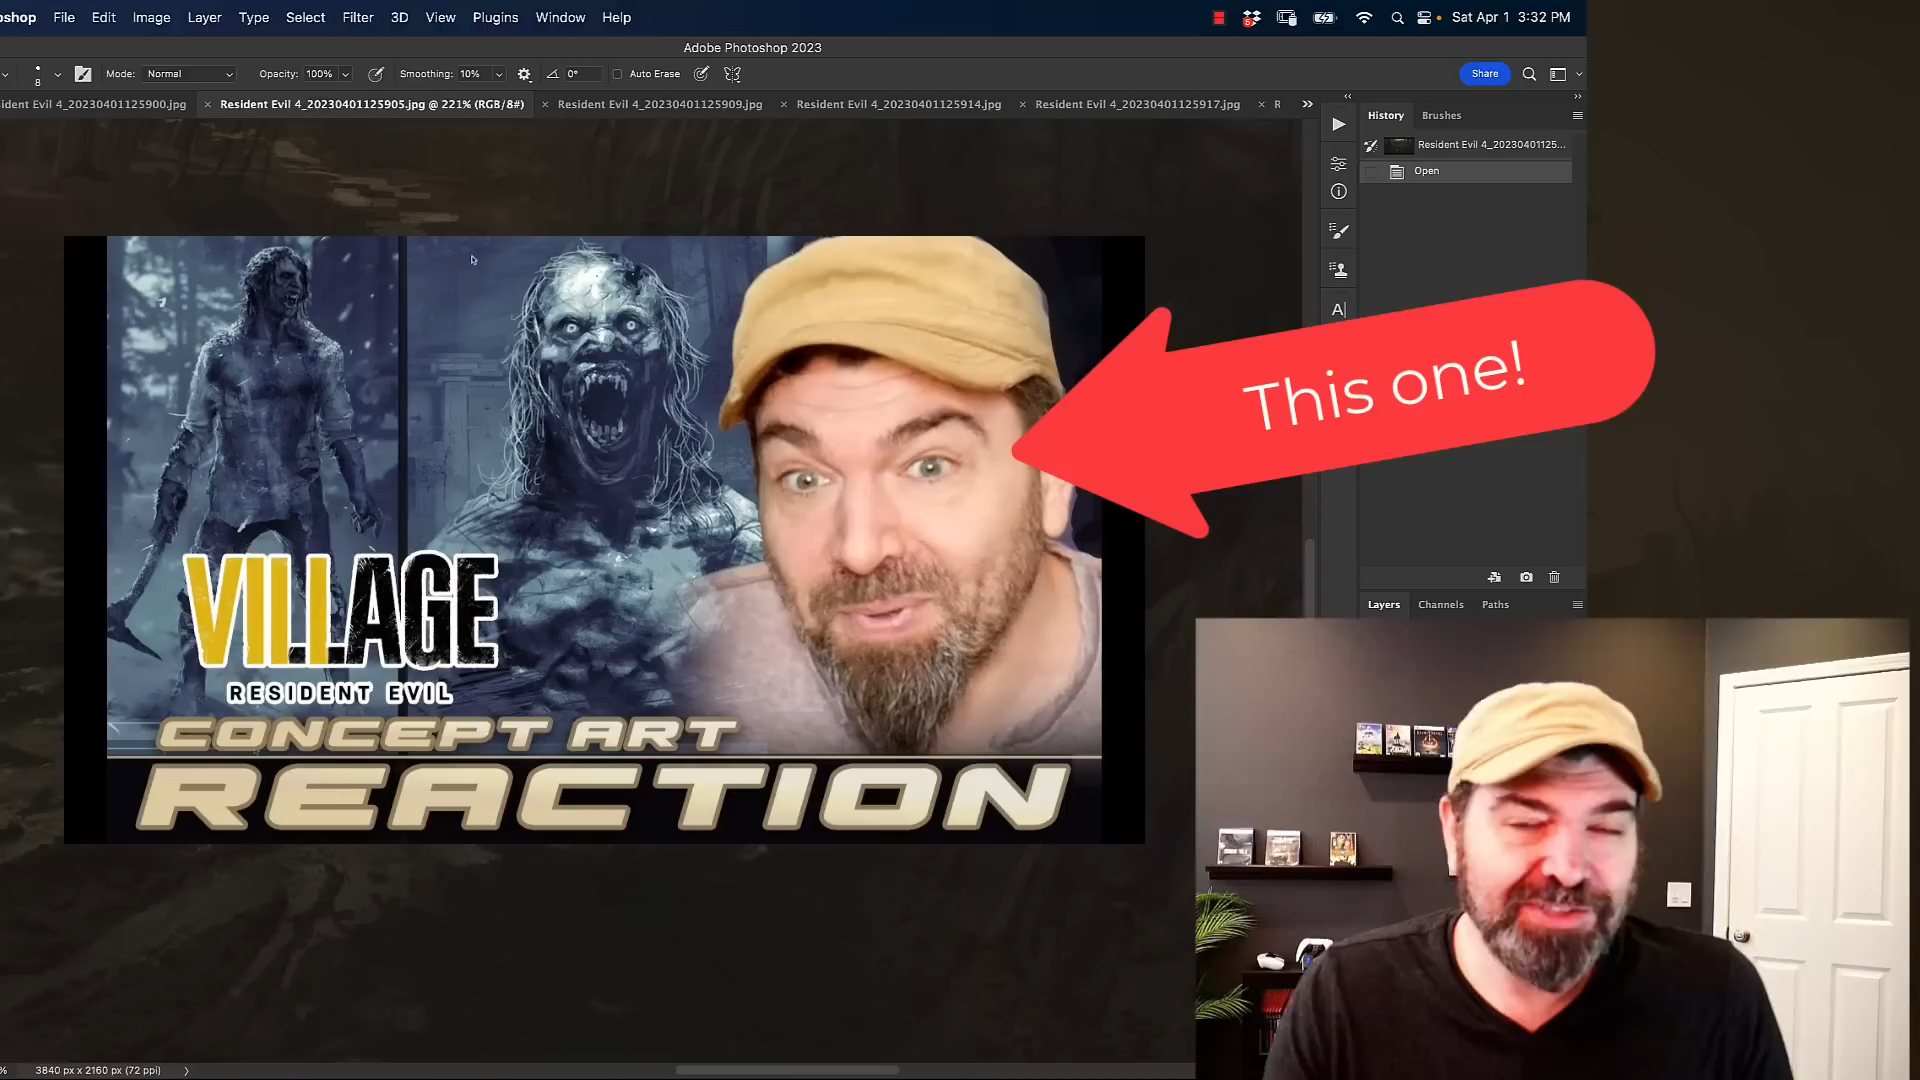 oshop File Edit Image Layer Type Select Filter 3D View Plugins Window Help
5
Sat Apr 1 3:32 PM
Adobe Photoshop 2023
8
Mode: Normal
Opacity: 100%
Smoothing: 10%
0°
Auto Erase
Share
ident Evil 4_20230401125900.jpg
× Resident Evil 4_20230401125905.jpg @ 221% (RGB/8#)
× Resident Evil 4_20230401125909.jpg
× Resident Evil 4_20230401125914.jpg
× Resident Evil 4_20230401125917.jpg
× R
History Brushes
Resident Evil 4_20230401125...
Open
A|
This one!
VILLAGE
RESIDENT EVIL
CONCEPT ART
REACTION
Layers Channels Paths
% 3840 px x 2160 px (72 ppi)